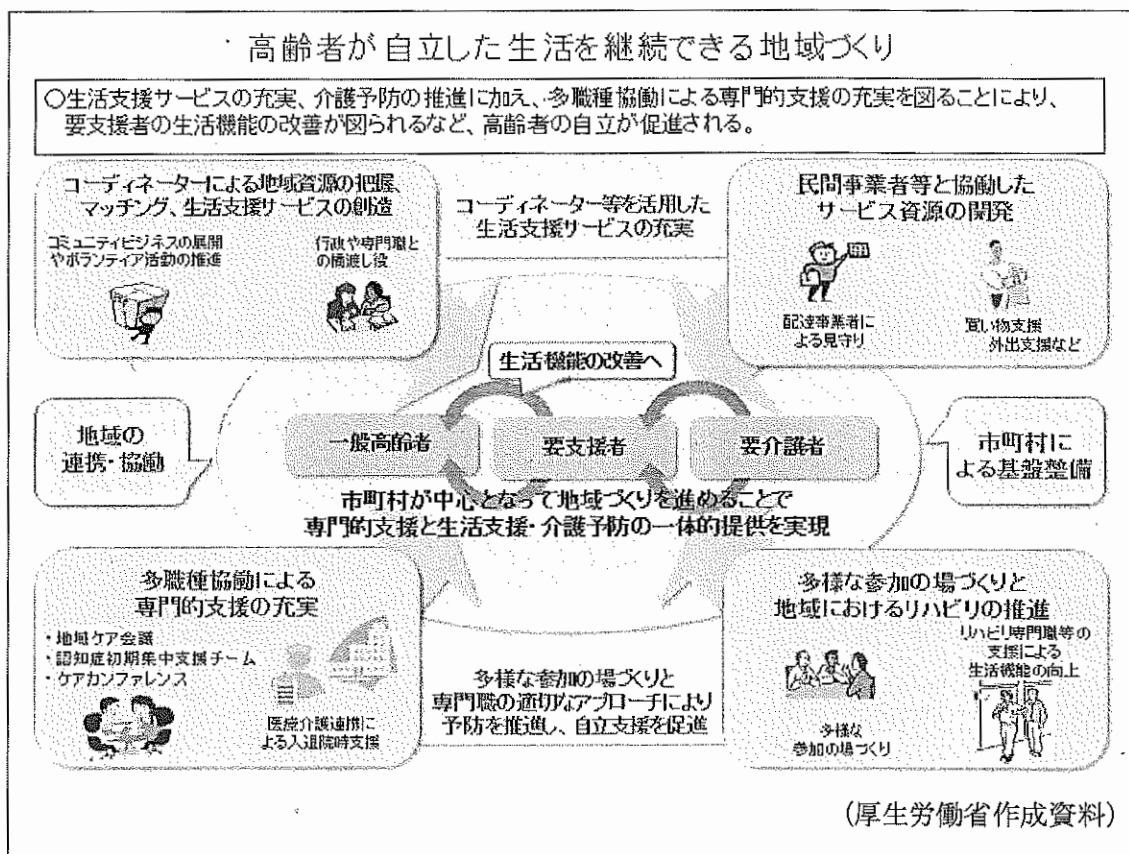 高齢者が自立した生活を継続できる地域づくり
○生活支援サービスの充実、介護予防の推進に加え、多職種協働による専門的支援の充実を図ることにより、
要支援者の生活機能の改善が図られるなど、高齢者の自立が促進される。
コーディネーターによる地域資源の把握、
マッチング、生活支援サービスの創造
コミュニティビジネスの展開
やボランティア活動の推進
行政や専門職と
の橋渡し役
コーディネーター等を活用した
生活支援サービスの充実
民間事業者等と協働した
サービス資源の開発
配達事業者に
よる見守り
買い物支援
外出支援など
生活機能の改善へ
地域の
連携・協働
一般高齢者
要支援者
要介護者
市町村に
よる基盤整備
市町村が中心となって地域づくりを進めることで
専門的支援と生活支援・介護予防の一体的提供を実現
多職種協働による
専門的支援の充実
・地域ケア会議
・認知症初期集中支援チーム
・ケアカンファレンス
医療介護連携に
よる入退院時支援
多様な参加の場づくりと
専門職の適切なアプローチにより
予防を推進し、自立支援を促進
多様な参加の場づくりと
地域におけるリハビリの推進
リハビリ専門職等の
支援による
生活機能の向上
多様な
参加の場づくり
(厚生労働省作成資料)